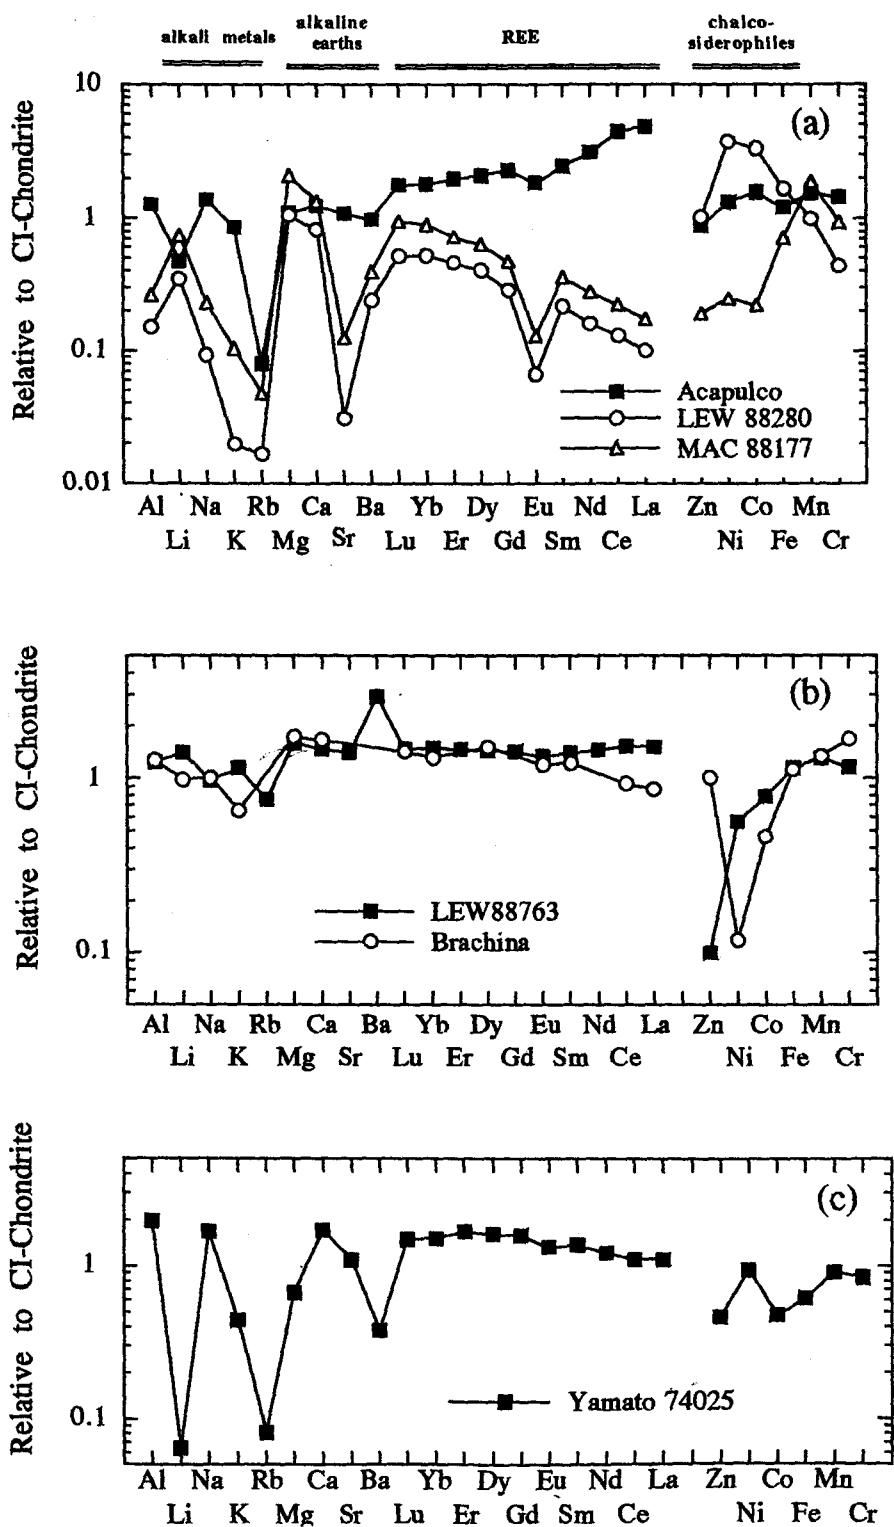 alkali metals
alkaline
earths
REE
chalco-
siderophiles
Relative to CI-Chondrite
10
1
0.1
0.01
(a)
Acapulco
LEW 88280
MAC 88177
Al Na Rb Ca Ba Yb Dy Eu Nd La Zn Co Mn
Li K Mg Sr Lu Er Gd Sm Ce Ni Fe Cr
Relative to CI-Chondrite
1
0.1
(b)
LEW88763
Brachina
Al Na Rb Ca Ba Yb Dy Eu Nd La Zn Co Mn
Li K Mg Sr Lu Er Gd Sm Ce Ni Fe Cr
Relative to CI-Chondrite
1
0.1
(c)
Yamato 74025
Al Na Rb Ca Ba Yb Dy Eu Nd La Zn Co Mn
Li K Mg Sr Lu Er Gd Sm Ce Ni Fe Cr